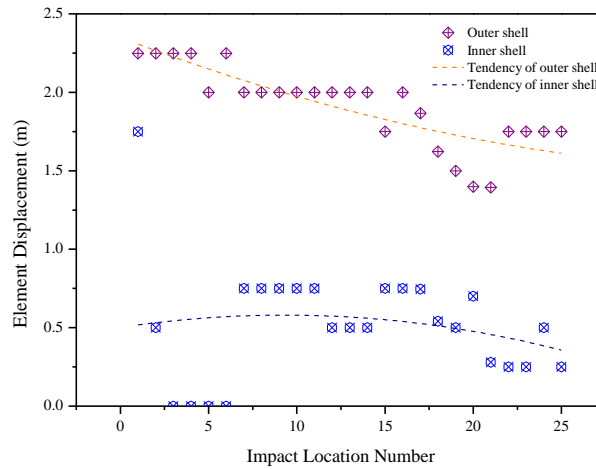 2.5
2.0
1.5
1.0
0.5
0.0
Element Displacement (m)
Outer shell
Inner shell
Tendency of outer shell
Tendency of inner shell
0 5 10 15 20 25
Impact Location Number